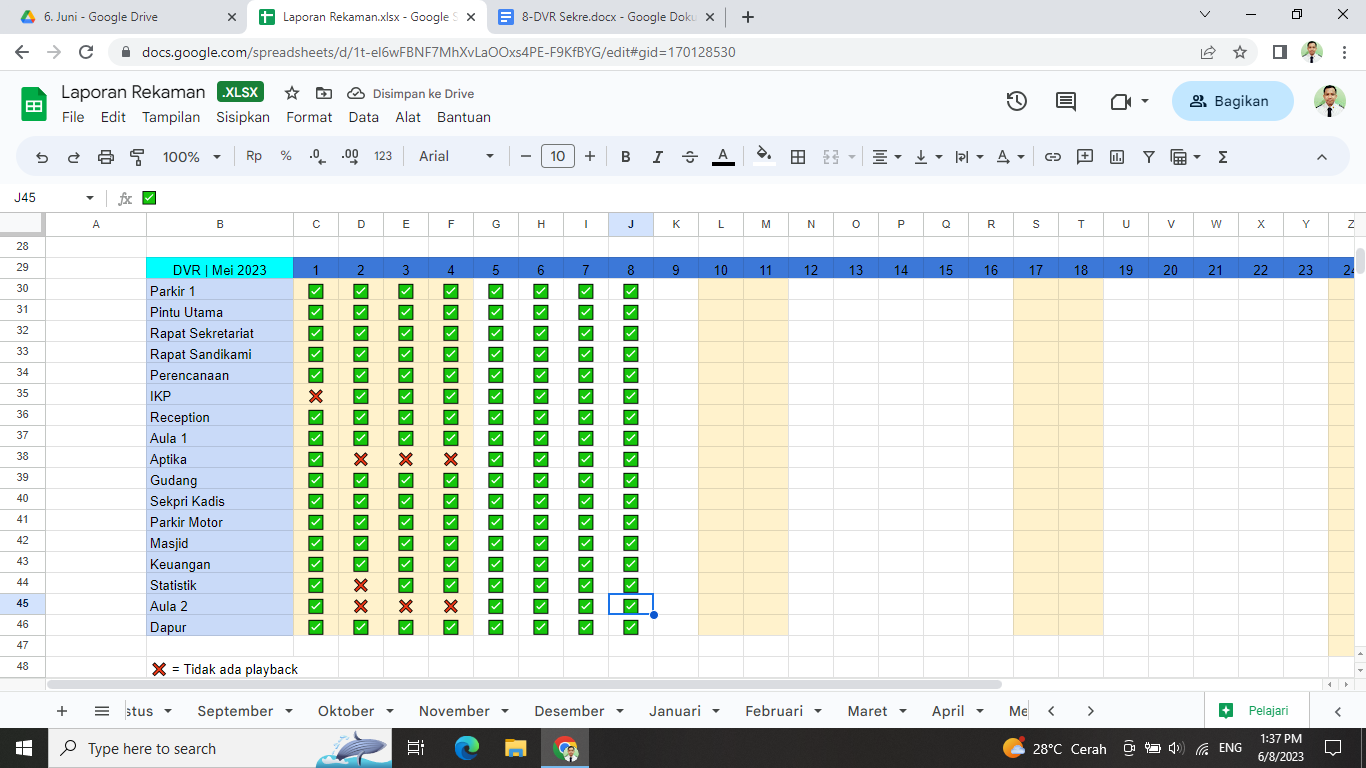 6. Juni - Google Drive
Laporan Rekaman.xlsx - Google S
8-DVR Sekre.docx - Google Doku
docs.google.com/spreadsheets/d/1t-el6wFBNF7MhXvLaOOxs4PE-F9KfBYG/edit#gid=170128530
Laporan Rekaman .XLSX Disimpan ke Drive
File Edit Tampilan Sisipkan Format Data Alat Bantuan
Bagikan
100% Rp % .0 .00 123 Arial 10 B I A Σ
J45 fx ✅
A B C D E F G H I J K L M N O P Q R S T U V W X Y Z
28
29 DVR | Mei 2023 1 2 3 4 5 6 7 8 9 10 11 12 13 14 15 16 17 18 19 20 21 22 23 24
30 Parkir 1 ✅ ✅ ✅ ✅ ✅ ✅ ✅ ✅
31 Pintu Utama ✅ ✅ ✅ ✅ ✅ ✅ ✅ ✅
32 Rapat Sekretariat ✅ ✅ ✅ ✅ ✅ ✅ ✅ ✅
33 Rapat Sandikami ✅ ✅ ✅ ✅ ✅ ✅ ✅ ✅
34 Perencanaan ✅ ✅ ✅ ✅ ✅ ✅ ✅ ✅
35 IKP ❌ ✅ ✅ ✅ ✅ ✅ ✅ ✅
36 Reception ✅ ✅ ✅ ✅ ✅ ✅ ✅ ✅
37 Aula 1 ✅ ✅ ✅ ✅ ✅ ✅ ✅ ✅
38 Aptika ✅ ❌ ❌ ❌ ✅ ✅ ✅ ✅
39 Gudang ✅ ✅ ✅ ✅ ✅ ✅ ✅ ✅
40 Sekpri Kadis ✅ ✅ ✅ ✅ ✅ ✅ ✅ ✅
41 Parkir Motor ✅ ✅ ✅ ✅ ✅ ✅ ✅ ✅
42 Masjid ✅ ✅ ✅ ✅ ✅ ✅ ✅ ✅
43 Keuangan ✅ ✅ ✅ ✅ ✅ ✅ ✅ ✅
44 Statistik ✅ ❌ ✅ ✅ ✅ ✅ ✅ ✅
45 Aula 2 ✅ ❌ ❌ ❌ ✅ ✅ ✅ ✅
46 Dapur ✅ ✅ ✅ ✅ ✅ ✅ ✅ ✅
47
48 ❌ = Tidak ada playback
stus September Oktober November Desember Januari Februari Maret April Me Pelajari
Type here to search 28°C Cerah ENG 1:37 PM
6/8/2023